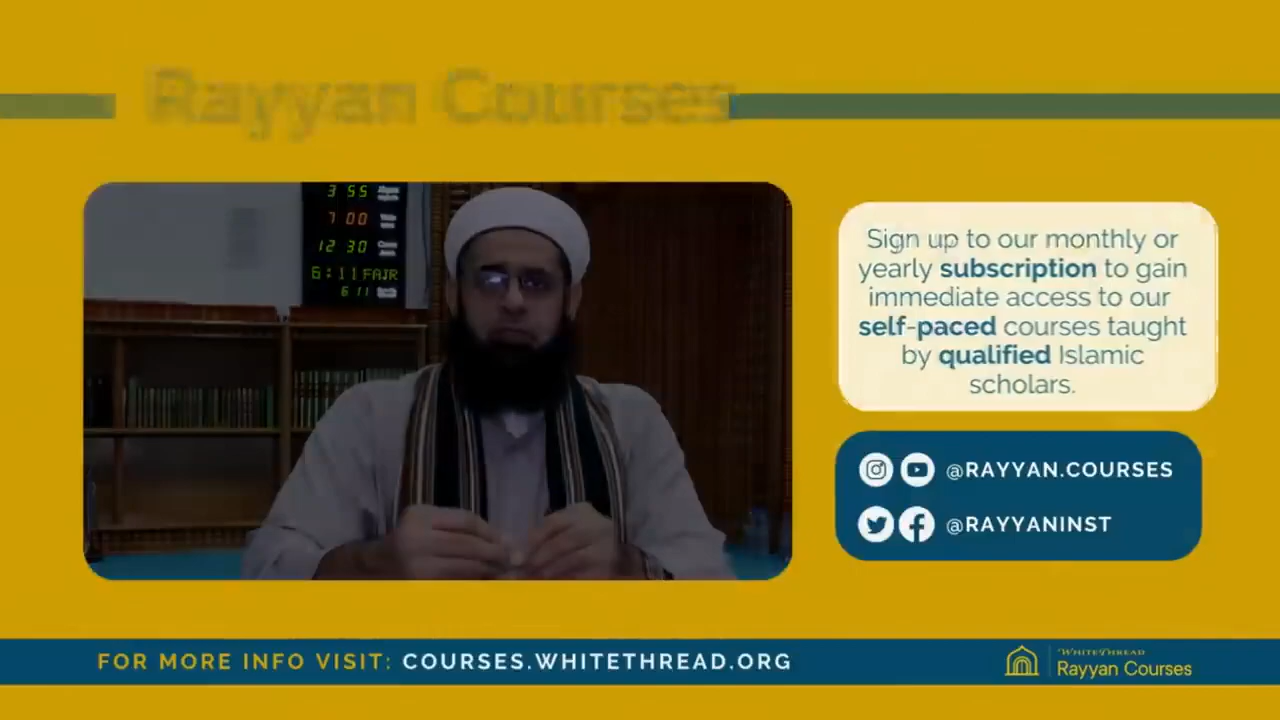 Rayyan Courses
3 55
7 00
12 30
6:11 FAJR
6 11
Sign up to our monthly or
yearly subscription to gain
immediate access to our
self-paced courses taught
by qualified Islamic
scholars.
@RAYYAN.COURSES
@RAYYANINST
FOR MORE INFO VISIT: COURSES.WHITETHREAD.ORG
WHITETHREAD
Rayyan Courses